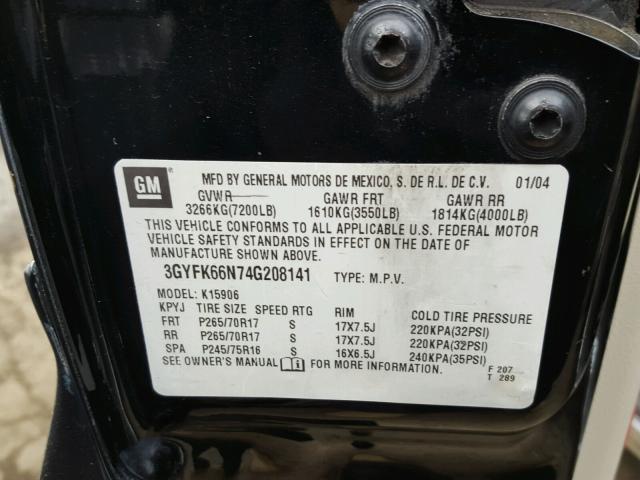 GM
MFD BY GENERAL MOTORS DE MEXICO, S. DE R.L. DE C.V. 01/04
GVWR GAWR FRT GAWR RR
3266KG(7200LB) 1610KG(3550LB) 1814KG(4000LB)
THIS VEHICLE CONFORMS TO ALL APPLICABLE U.S. FEDERAL MOTOR
VEHICLE SAFETY STANDARDS IN EFFECT ON THE DATE OF
MANUFACTURE SHOWN ABOVE.
3GYFK66N74G208141 TYPE: M.P.V.
MODEL: K15906
KPYJ TIRE SIZE SPEED RTG RIM COLD TIRE PRESSURE
FRT P265/70R17 S 17X7.5J 220KPA(32PSI)
RR P265/70R17 S 17X7.5J 220KPA(32PSI)
SPA P245/75R16 S 16X6.5J 240KPA(35PSI)
SEE OWNER'S MANUAL FOR MORE INFORMATION.
F 207
T 289